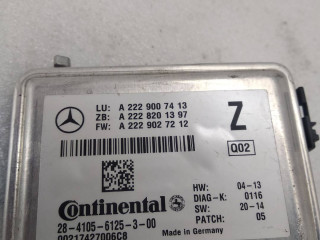 LU: A 222 900 74 13
ZB: A 222 820 13 97
FW: A 222 902 72 12
Z
Q02
Continental
HW: 04-13
DIAG-K: 0116
SW: 20-14
PATCH: 05
28-4105-6125-3-00
00217427006C8
Made in Germany